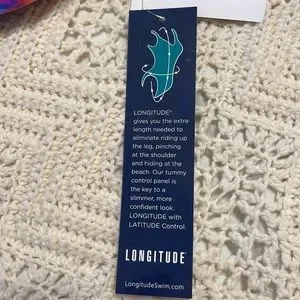 LONGITUDE®
gives you the extra
length needed to
eliminate riding up
the leg, pinching
at the shoulder
and hiding at the
beach. Our tummy
control panel is
the key to a
slimmer, more
confident look.
LONGITUDE with
LATITUDE Control.
LONGITUDE®
LongitudeSwim.com